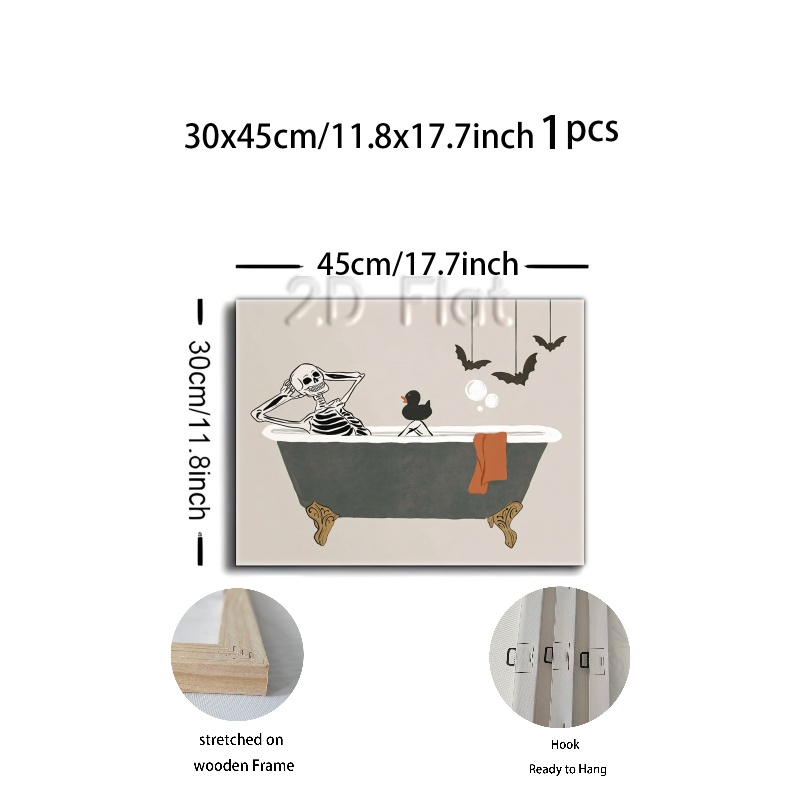 30x45cm/11.8x17.7inch 1pcs
45cm/17.7inch
2.D Flat.
30cm/11.8inch
stretched on
wooden Frame
Hook
Ready to Hang